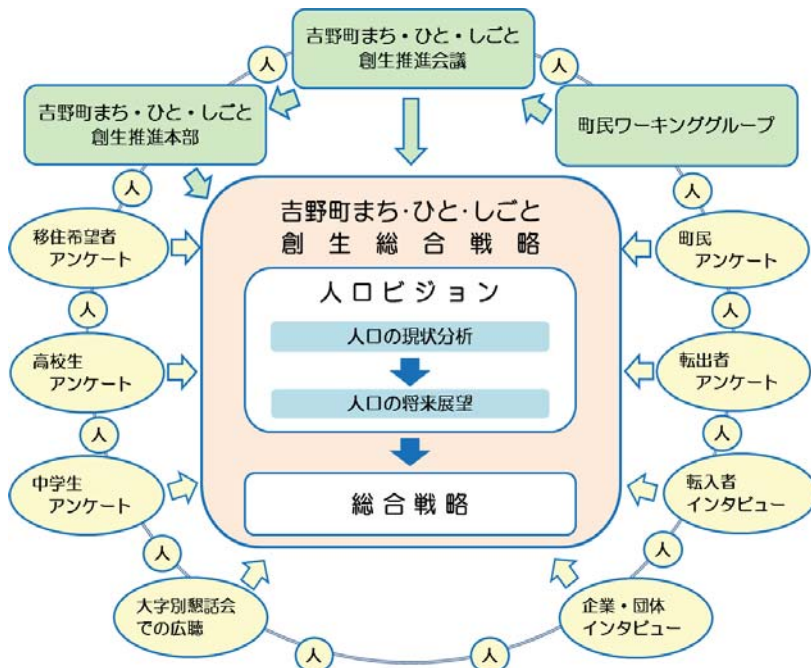 吉野町まち・ひと・しごと
創生推進会議
人
人
吉野町まち・ひと・しごと
創生推進本部
町民ワーキンググループ
人
人
吉野町まち・ひと・しごと
創生総合戦略
移住希望者
アンケート
町民
アンケート
人口ビジョン
人
人
人口の現状分析
高校生
アンケート
転出者
アンケート
人口の将来展望
人
人
中学生
アンケート
総合戦略
転入者
インタビュー
人
人
大字別懇話会
での広聴
企業・団体
インタビュー
人
人